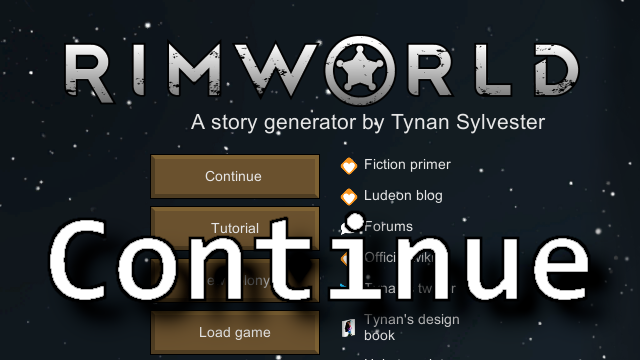 RIMWORLD
A story generator by Tynan Sylvester
Continue
Tutorial
Load game
Fiction primer
Ludeon blog
Forums
Tynan's design
book
Continue